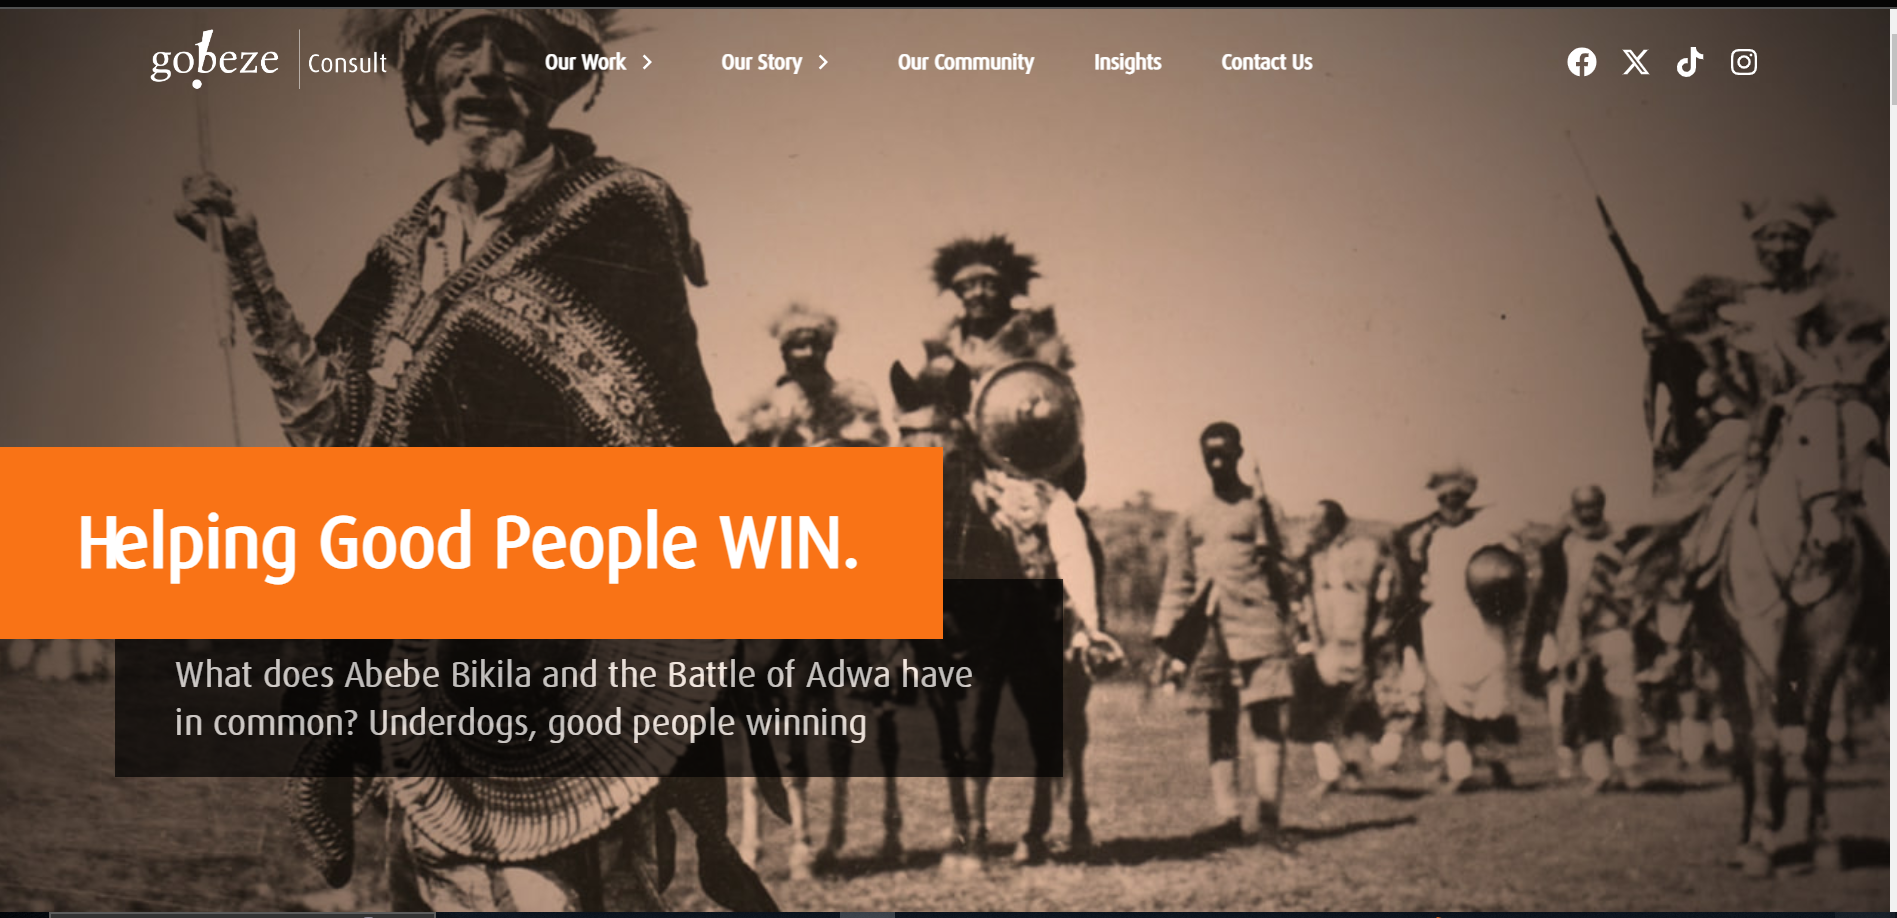 gobeze Consult
Our Work
Our Story
Our Community
Insights
Contact Us
Helping Good People WIN.
What does Abebe Bikila and the Battle of Adwa have
in common? Underdogs, good people winning